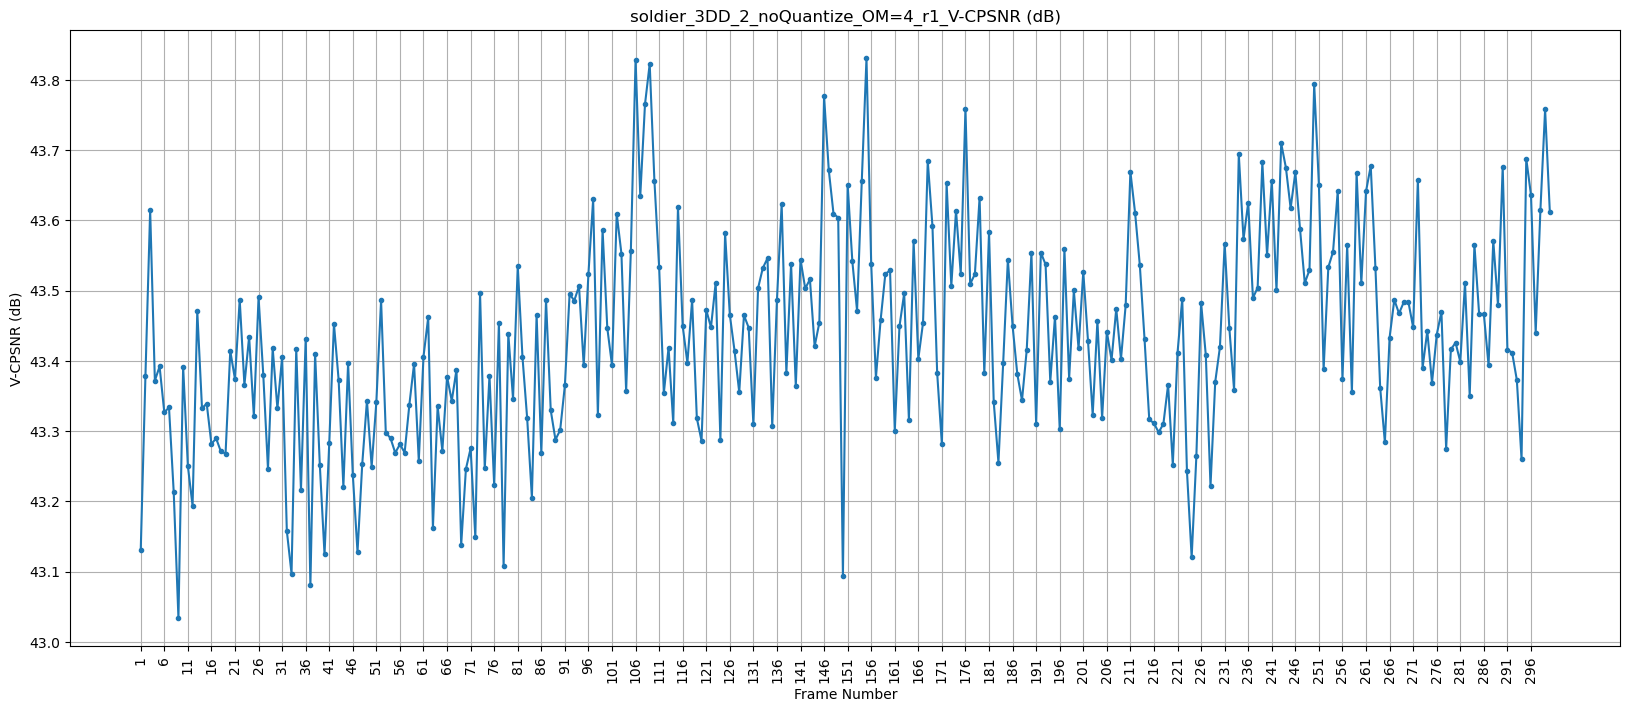 soldier_3DD_2_noQuantize_OM=4_r1_V-CPSNR (dB)
V-CPSNR (dB)
43.8
43.7
43.6
43.5
43.4
43.3
43.2
43.1
43.0
1 6 11 16 21 26 31 36 41 46 51 56 61 66 71 76 81 86 91 96 101 106 111 116 121 126 131 136 141 146 151 156 161 166 171 176 181 186 191 196 201 206 211 216 221 226 231 236 241 246 251 256 261 266 271 276 281 286 291 296
Frame Number